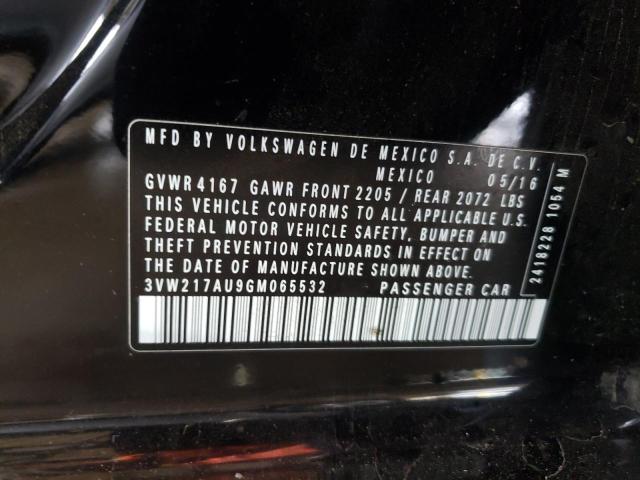 MFD BY VOLKSWAGEN DE MEXICO S.A. DE C.V.
MEXICO 05/16
GVWR 4167 GAWR FRONT 2205 / REAR 2072 LBS
THIS VEHICLE CONFORMS TO ALL APPLICABLE U.S.
FEDERAL MOTOR VEHICLE SAFETY, BUMPER AND
THEFT PREVENTION STANDARDS IN EFFECT ON
THE DATE OF MANUFACTURE SHOWN ABOVE.
3VW217AU9GM065532 PASSENGER CAR
2418228 1054 M